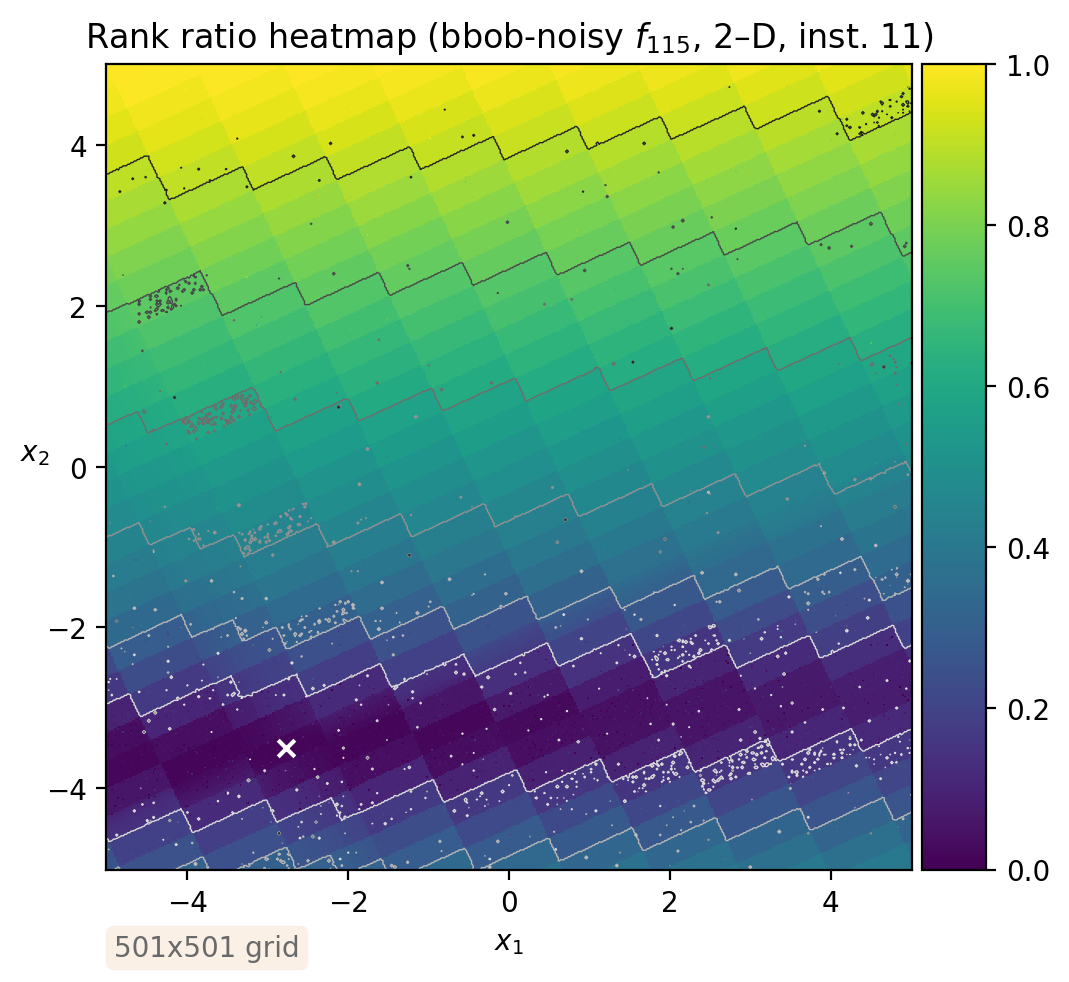 Rank ratio heatmap (bbob-noisy f₁₁₅, 2–D, inst. 11)
1.0
4
0.8
2
0.6
x₂
0
0.4
−2
0.2
−4
0.0
−4 −2 0 2 4
x₁
501x501 grid